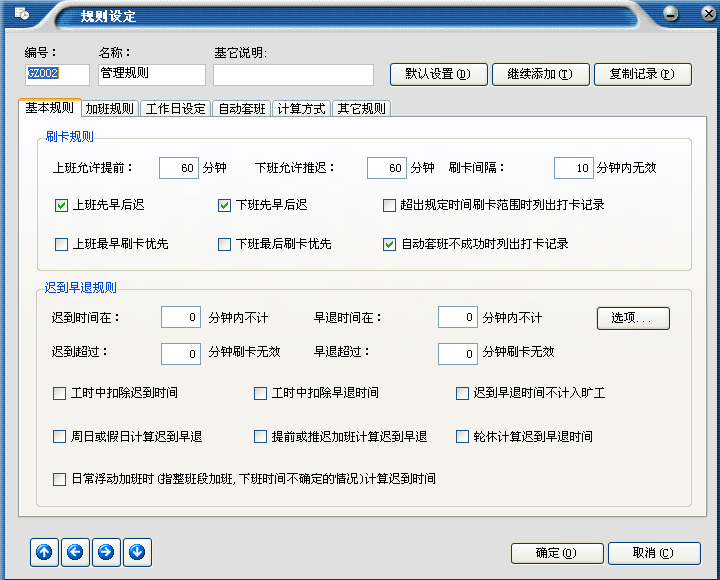 规则设定
编号： 名称： 基它说明:
GZ002 管理规则
默认设置(D) 继续添加(T) 复制记录(P)
基本规则 加班规则 工作日设定 自动套班 计算方式 其它规则
刷卡规则
上班允许提前： 60 分钟 下班允许推迟： 60 分钟 刷卡间隔： 10 分钟内无效
上班先早后迟 下班先早后迟 超出规定时间刷卡范围时列出打卡记录
上班最早刷卡优先 下班最后刷卡优先 自动套班不成功时列出打卡记录
迟到早退规则
迟到时间在： 0 分钟内不计 早退时间在： 0 分钟内不计 选项...
迟到超过： 0 分钟刷卡无效 早退超过： 0 分钟刷卡无效
工时中扣除迟到时间 工时中扣除早退时间 迟到早退时间不计入旷工
周日或假日计算迟到早退 提前或推迟加班计算迟到早退 轮休计算迟到早退时间
日常浮动加班时(指整班段加班,下班时间不确定的情况)计算迟到时间
确定(O) 取消(C)